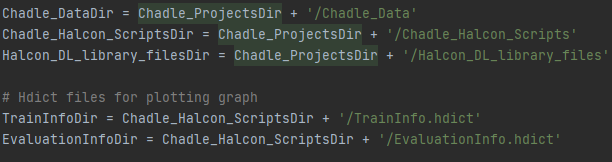 Chadle_DataDir = Chadle_ProjectsDir + '/Chadle_Data'
Chadle_Halcon_ScriptsDir = Chadle_ProjectsDir + '/Chadle_Halcon_Scripts'
Halcon_DL_library_filesDir = Chadle_ProjectsDir + '/Halcon_DL_library_files'
# Hdict files for plotting graph
TrainInfoDir = Chadle_Halcon_ScriptsDir + '/TrainInfo.hdict'
EvaluationInfoDir = Chadle_Halcon_ScriptsDir + '/EvaluationInfo.hdict'